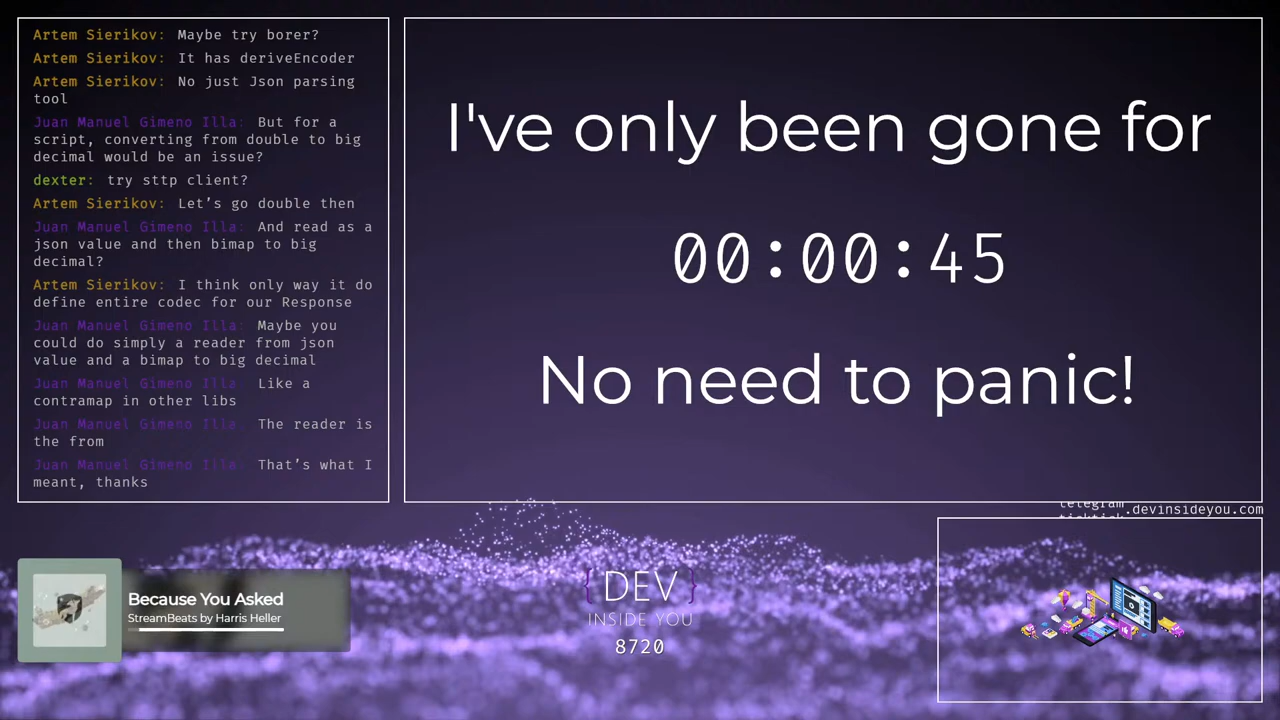 Artem Sierikov: Maybe try borer?
Artem Sierikov: It has deriveEncoder
Artem Sierikov: No just Json parsing
tool
Juan Manuel Gimeno Illa: But for a
script, converting from double to big
decimal would be an issue?
dexter: try sttp client?
Artem Sierikov: Let’s go double then
Juan Manuel Gimeno Illa: And read as a
json value and then bimap to big
decimal?
Artem Sierikov: I think only way it do
define entire codec for our Response
Juan Manuel Gimeno Illa: Maybe you
could do simply a reader from json
value and a bimap to big decimal
Juan Manuel Gimeno Illa: Like a
contramap in other libs
Juan Manuel Gimeno Illa: The reader is
the from
Juan Manuel Gimeno Illa: That’s what I
meant, thanks
I've only been gone for
00:00:45
No need to panic!
telegram
.devinsideyou.com
Because You Asked
StreamBeats by Harris Heller
{DEV}
INSIDE YOU
8720